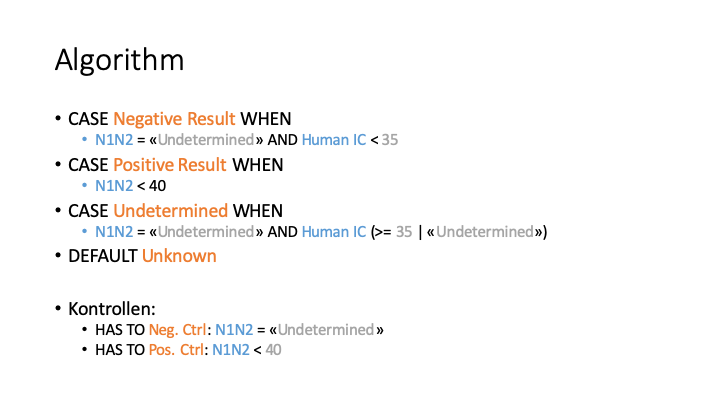 Algorithm
• CASE Negative Result WHEN
• N1N2 = «Undetermined» AND Human IC < 35
• CASE Positive Result WHEN
• N1N2 < 40
• CASE Undetermined WHEN
• N1N2 = «Undetermined» AND Human IC (>= 35 | «Undetermined»)
• DEFAULT Unknown
• Kontrollen:
• HAS TO Neg. Ctrl: N1N2 = «Undetermined»
• HAS TO Pos. Ctrl: N1N2 < 40